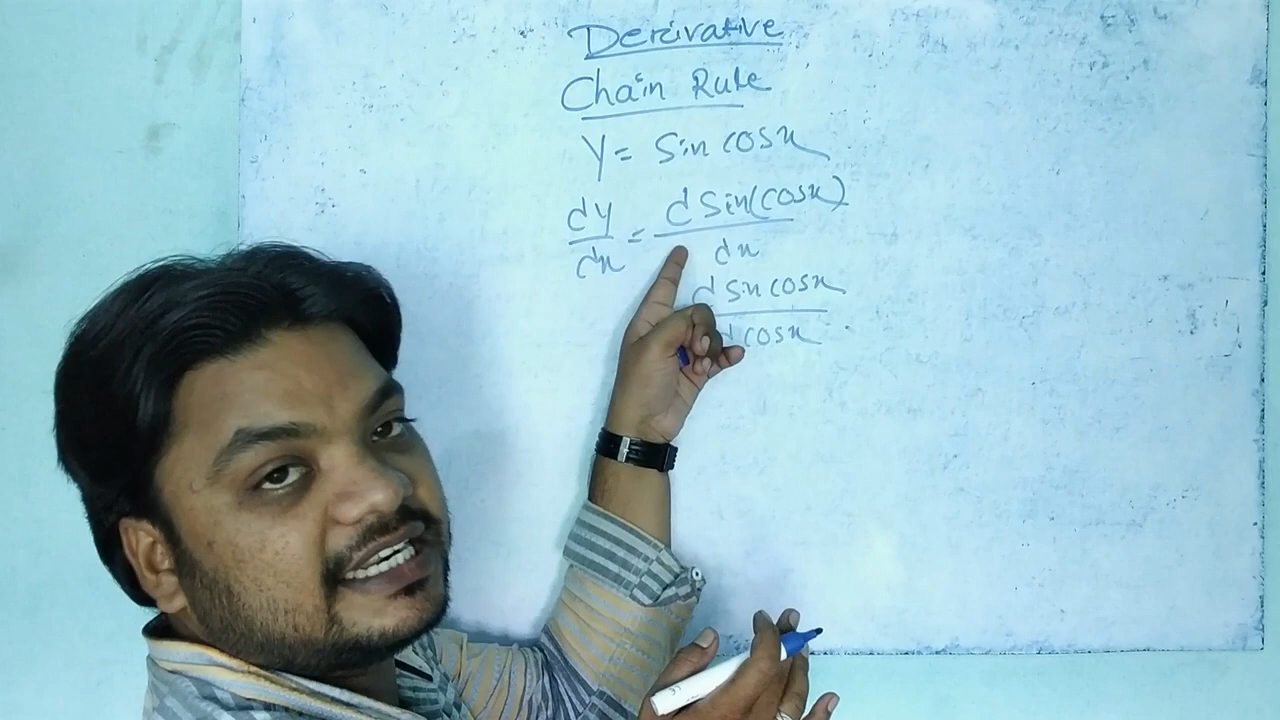 Derivative
Chain Rule
Y = Sin cosx
dy/dx = d Sin(cosx)/dx
d Sin cosx
d cosx